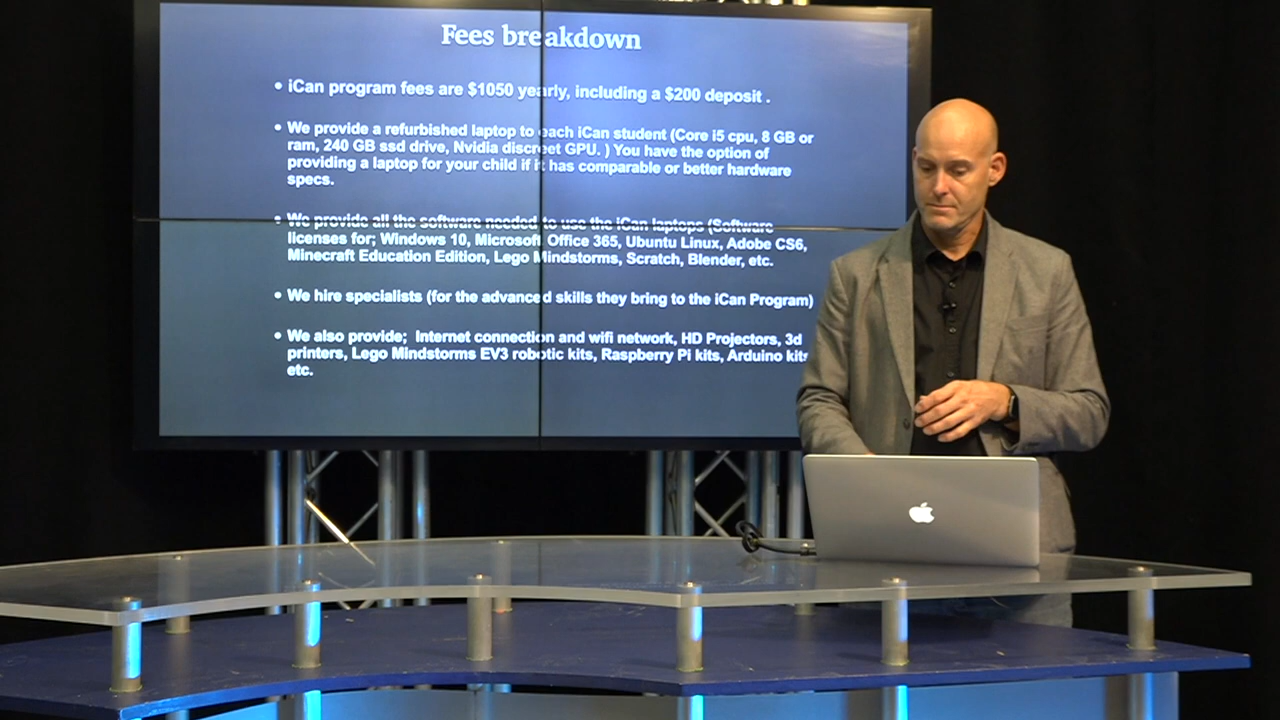 Fees breakdown
• iCan program fees are $1050 yearly, including a $200 deposit .
• We provide a refurbished laptop to each iCan student (Core i5 cpu, 8 GB or
ram, 240 GB ssd drive, Nvidia discreet GPU. ) You have the option of
providing a laptop for your child if it has comparable or better hardware
specs.
• We provide all the software needed to use the iCan laptops (Software
licenses for; Windows 10, Microsoft Office 365, Ubuntu Linux, Adobe CS6,
Minecraft Education Edition, Lego Mindstorms, Scratch, Blender, etc.
• We hire specialists (for the advanced skills they bring to the iCan Program)
• We also provide; Internet connection and wifi network, HD Projectors, 3d
printers, Lego Mindstorms EV3 robotic kits, Raspberry Pi kits, Arduino kits
etc.